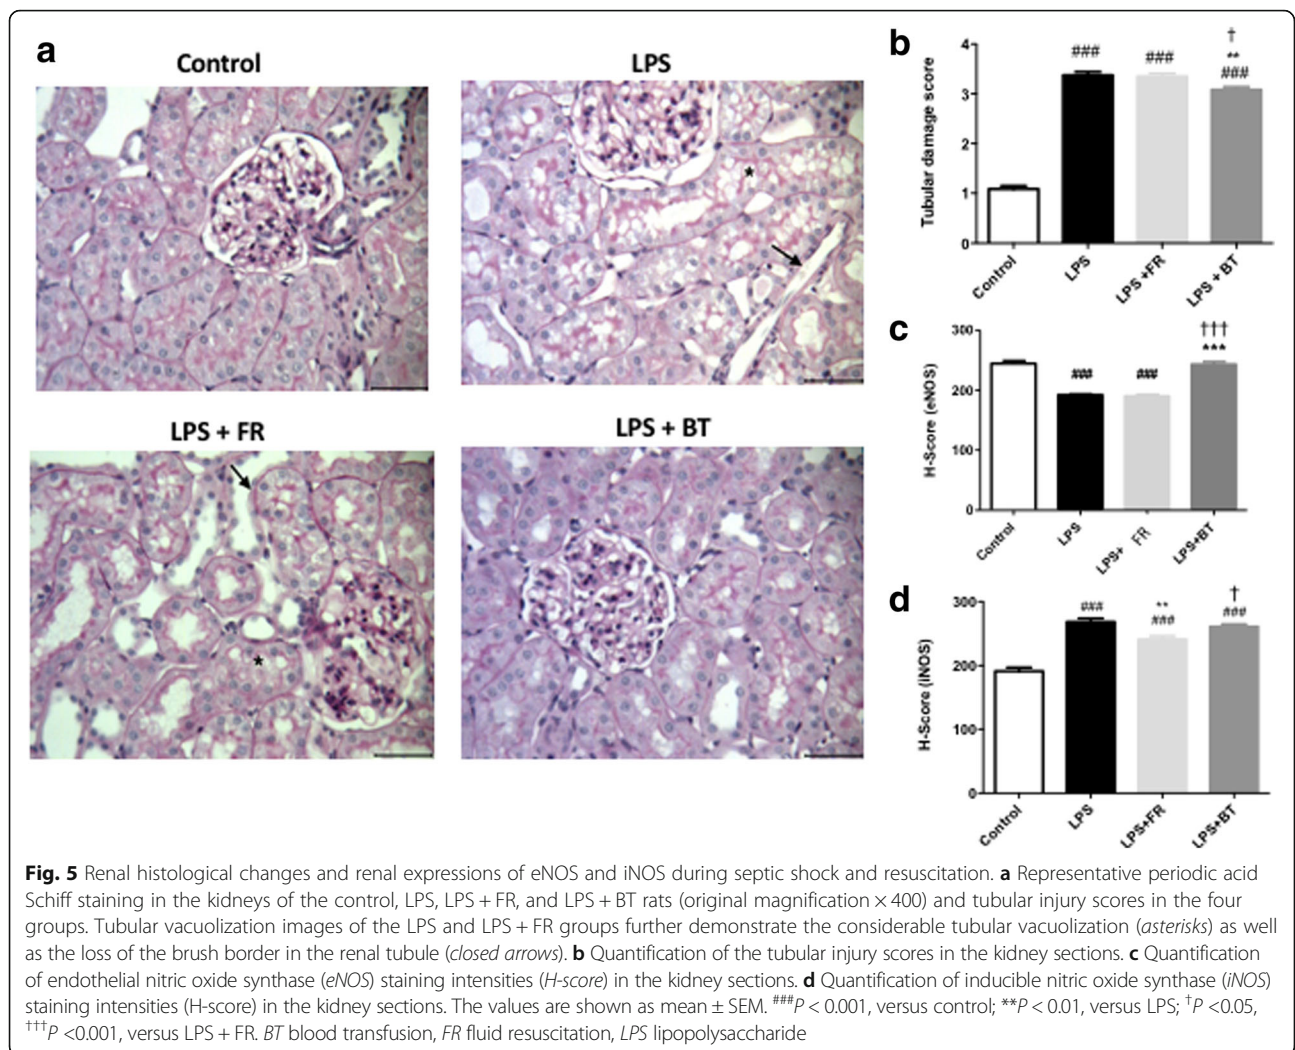 a
Control
LPS
*
LPS + FR
LPS + BT
*
b
Tubular damage score
4
3
2
1
0
###
###
†
**
###
Control
LPS
LPS +FR
LPS + BT
c
H-Score (eNOS)
300
200
100
0
###
###
†††
***
Control
LPS
LPS+ FR
LPS+BT
d
H-Score (iNOS)
300
200
100
0
###
**
###
†
###
Control
LPS
LPS+FR
LPS+BT
Fig. 5 Renal histological changes and renal expressions of eNOS and iNOS during septic shock and resuscitation. a Representative periodic acid
Schiff staining in the kidneys of the control, LPS, LPS + FR, and LPS + BT rats (original magnification × 400) and tubular injury scores in the four
groups. Tubular vacuolization images of the LPS and LPS + FR groups further demonstrate the considerable tubular vacuolization (asterisks) as well
as the loss of the brush border in the renal tubule (closed arrows). b Quantification of the tubular injury scores in the kidney sections. c Quantification
of endothelial nitric oxide synthase (eNOS) staining intensities (H-score) in the kidney sections. d Quantification of inducible nitric oxide synthase (iNOS)
staining intensities (H-score) in the kidney sections. The values are shown as mean ± SEM. ###P < 0.001, versus control; **P < 0.01, versus LPS; †P <0.05,
†††P <0.001, versus LPS + FR. BT blood transfusion, FR fluid resuscitation, LPS lipopolysaccharide